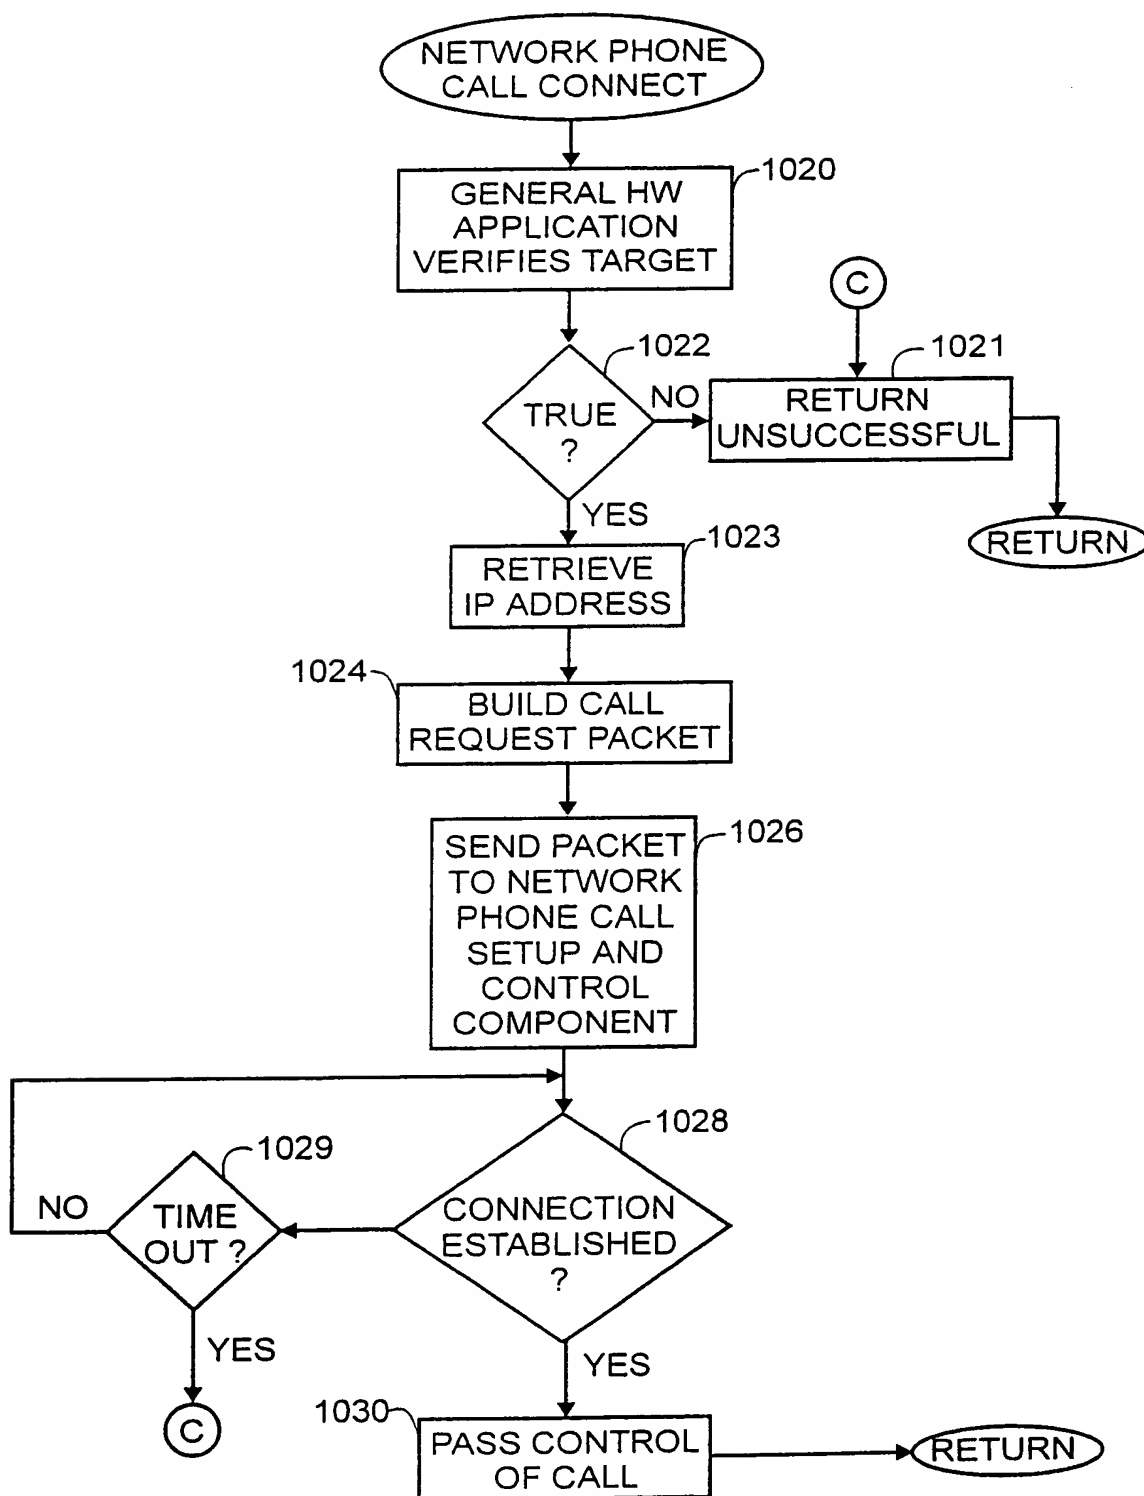 NETWORK PHONE
CALL CONNECT
1020
GENERAL HW
APPLICATION
VERIFIES TARGET
C
1022
1021
TRUE
?
NO
RETURN
UNSUCCESSFUL
YES
RETURN
1023
RETRIEVE
IP ADDRESS
1024
BUILD CALL
REQUEST PACKET
1026
SEND PACKET
TO NETWORK
PHONE CALL
SETUP AND
CONTROL
COMPONENT
1028
1029
NO
TIME
OUT ?
CONNECTION
ESTABLISHED
?
YES
YES
C
1030
PASS CONTROL
OF CALL
RETURN